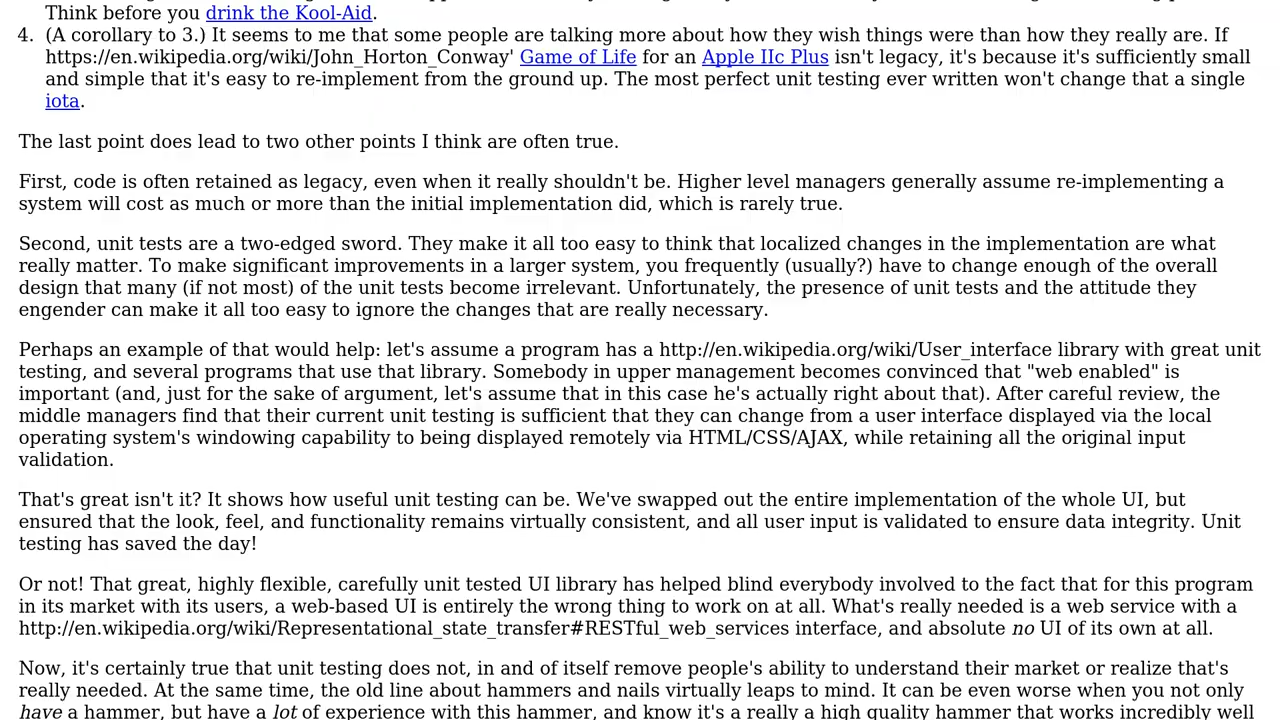 Think before you drink the Kool-Aid.
4. (A corollary to 3.) It seems to me that some people are talking more about how they wish things were than how they really are. If
https://en.wikipedia.org/wiki/John_Horton_Conway' Game of Life for an Apple IIc Plus isn't legacy, it's because it's sufficiently small
and simple that it's easy to re-implement from the ground up. The most perfect unit testing ever written won't change that a single
iota.
The last point does lead to two other points I think are often true.
First, code is often retained as legacy, even when it really shouldn't be. Higher level managers generally assume re-implementing a
system will cost as much or more than the initial implementation did, which is rarely true.
Second, unit tests are a two-edged sword. They make it all too easy to think that localized changes in the implementation are what
really matter. To make significant improvements in a larger system, you frequently (usually?) have to change enough of the overall
design that many (if not most) of the unit tests become irrelevant. Unfortunately, the presence of unit tests and the attitude they
engender can make it all too easy to ignore the changes that are really necessary.
Perhaps an example of that would help: let's assume a program has a http://en.wikipedia.org/wiki/User_interface library with great unit
testing, and several programs that use that library. Somebody in upper management becomes convinced that "web enabled" is
important (and, just for the sake of argument, let's assume that in this case he's actually right about that). After careful review, the
middle managers find that their current unit testing is sufficient that they can change from a user interface displayed via the local
operating system's windowing capability to being displayed remotely via HTML/CSS/AJAX, while retaining all the original input
validation.
That's great isn't it? It shows how useful unit testing can be. We've swapped out the entire implementation of the whole UI, but
ensured that the look, feel, and functionality remains virtually consistent, and all user input is validated to ensure data integrity. Unit
testing has saved the day!
Or not! That great, highly flexible, carefully unit tested UI library has helped blind everybody involved to the fact that for this program
in its market with its users, a web-based UI is entirely the wrong thing to work on at all. What's really needed is a web service with a
http://en.wikipedia.org/wiki/Representational_state_transfer#RESTful_web_services interface, and absolute no UI of its own at all.
Now, it's certainly true that unit testing does not, in and of itself remove people's ability to understand their market or realize that's
really needed. At the same time, the old line about hammers and nails virtually leaps to mind. It can be even worse when you not only
have a hammer, but have a lot of experience with this hammer, and know it's a really a high quality hammer that works incredibly well